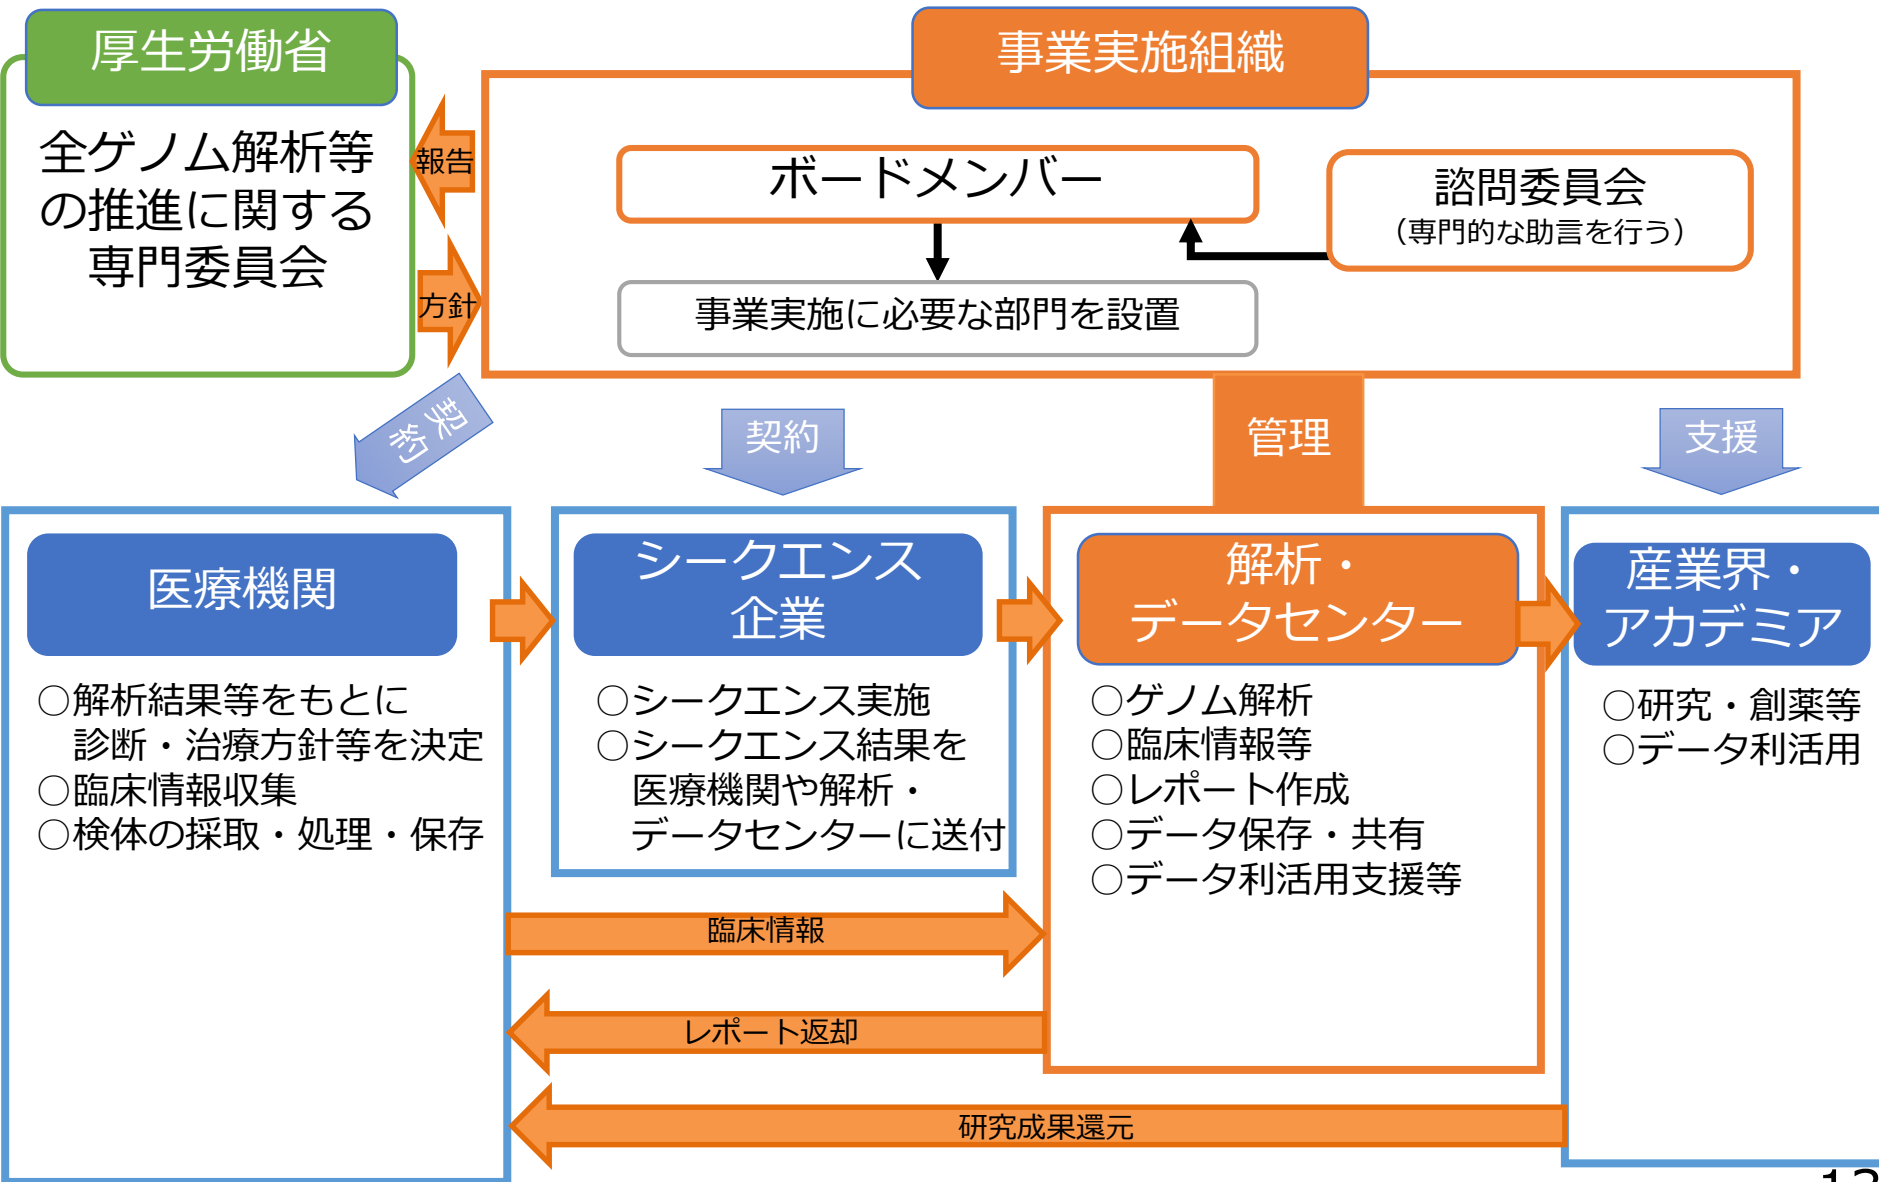 厚生労働省
全ゲノム解析等
の推進に関する
専門委員会
報告
方針
事業実施組織
ボードメンバー
諮問委員会
（専門的な助言を行う）
事業実施に必要な部門を設置
契約
契約
管理
支援
医療機関
○解析結果等をもとに
診断・治療方針等を決定
○臨床情報収集
○検体の採取・処理・保存
シークエンス
企業
○シークエンス実施
○シークエンス結果を
医療機関や解析・
データセンターに送付
解析・
データセンター
○ゲノム解析
○臨床情報等
○レポート作成
○データ保存・共有
○データ利活用支援等
産業界・
アカデミア
○研究・創薬等
○データ利活用
臨床情報
レポート返却
研究成果還元